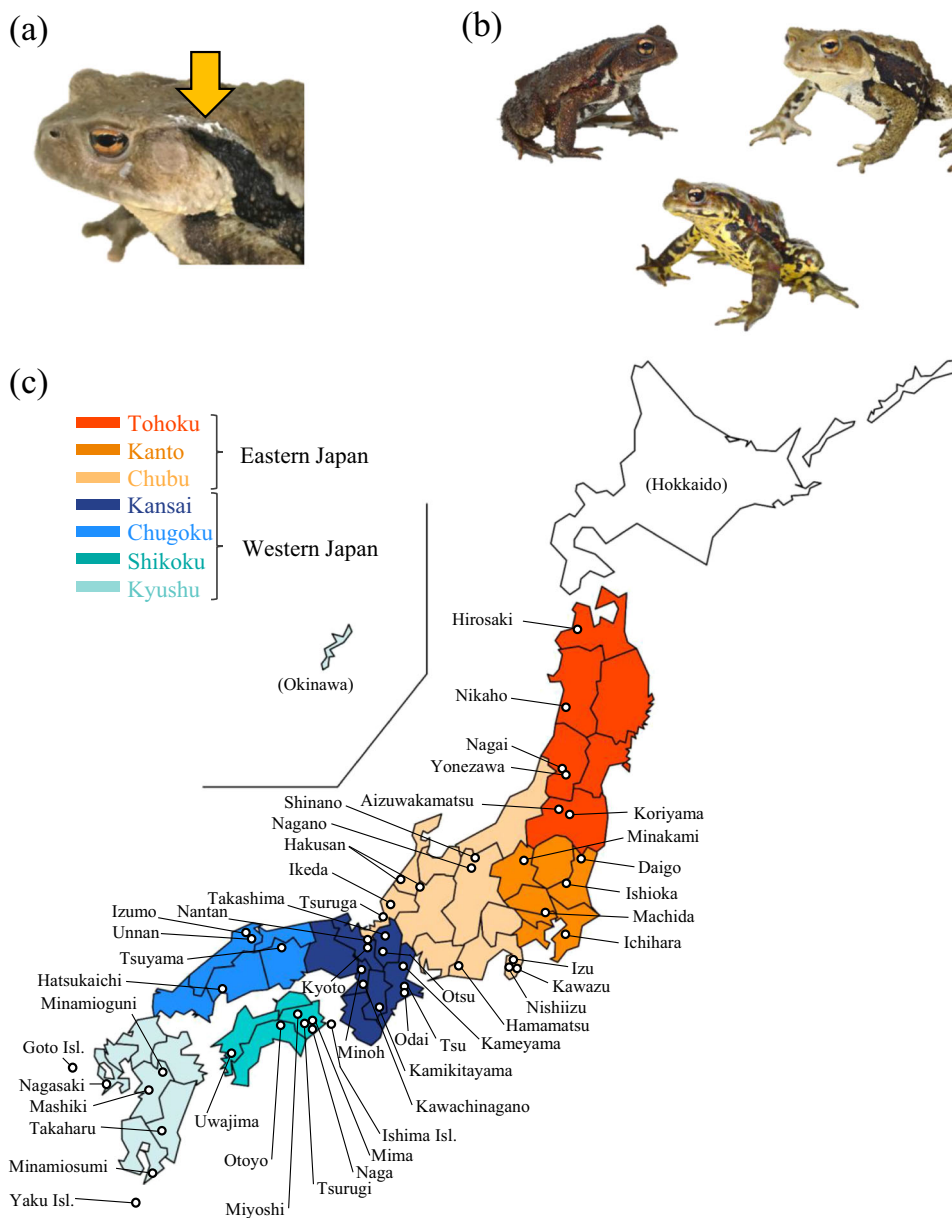 (a)
(b)
(c)
Tohoku
Kanto
Chubu
Kansai
Chugoku
Shikoku
Kyushu
Eastern Japan
Western Japan
(Hokkaido)
(Okinawa)
Hirosaki
Nikaho
Nagai
Yonezawa
Shinano
Aizuwakamatsu
Koriyama
Nagano
Minakami
Hakusan
Daigo
Ikeda
Ishioka
Takashima
Tsuruga
Machida
Izumo
Nantan
Unnan
Ichihara
Tsuyama
Izu
Kyoto
Otsu
Kawazu
Hatsukaichi
Nishiizu
Minamioguni
Hamamatsu
Odai
Tsu
Kameyama
Goto Isl.
Minoh
Kamikitayama
Nagasaki
Mashiki
Kawachinagano
Takaharu
Uwajima
Ishima Isl.
Otoyo
Mima
Minamiosumi
Naga
Tsurugi
Yaku Isl.
Miyoshi